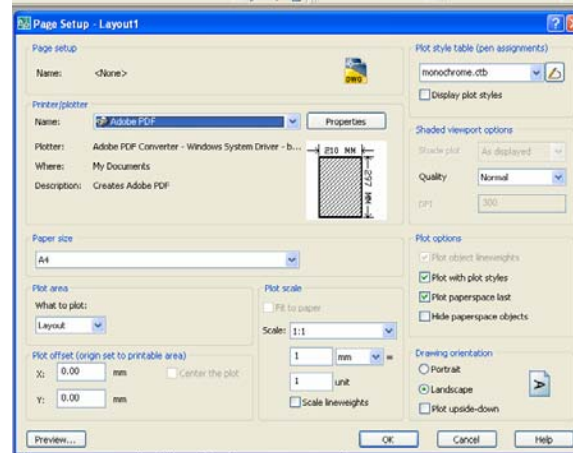 Page Setup - Layout1
Page setup
Name: <None>
DWG
Printer/plotter
Name: Adobe PDF
Properties
Plotter: Adobe PDF Converter - Windows System Driver - b...
Where: My Documents
Description: Creates Adobe PDF
210 MM
297 MM
Paper size
A4
Plot area
What to plot:
Layout
Plot offset (origin set to printable area)
X: 0.00 mm
Center the plot
Y: 0.00 mm
Plot scale
Fit to paper
Scale: 1:1
1 mm =
1 unit
Scale lineweights
Plot style table (pen assignments)
monochrome.ctb
Display plot styles
Shaded viewport options
Shade plot As displayed
Quality Normal
DPI 300
Plot options
Plot object lineweights
Plot with plot styles
Plot paperspace last
Hide paperspace objects
Drawing orientation
Portrait
Landscape
A
Plot upside-down
Preview...
OK
Cancel
Help